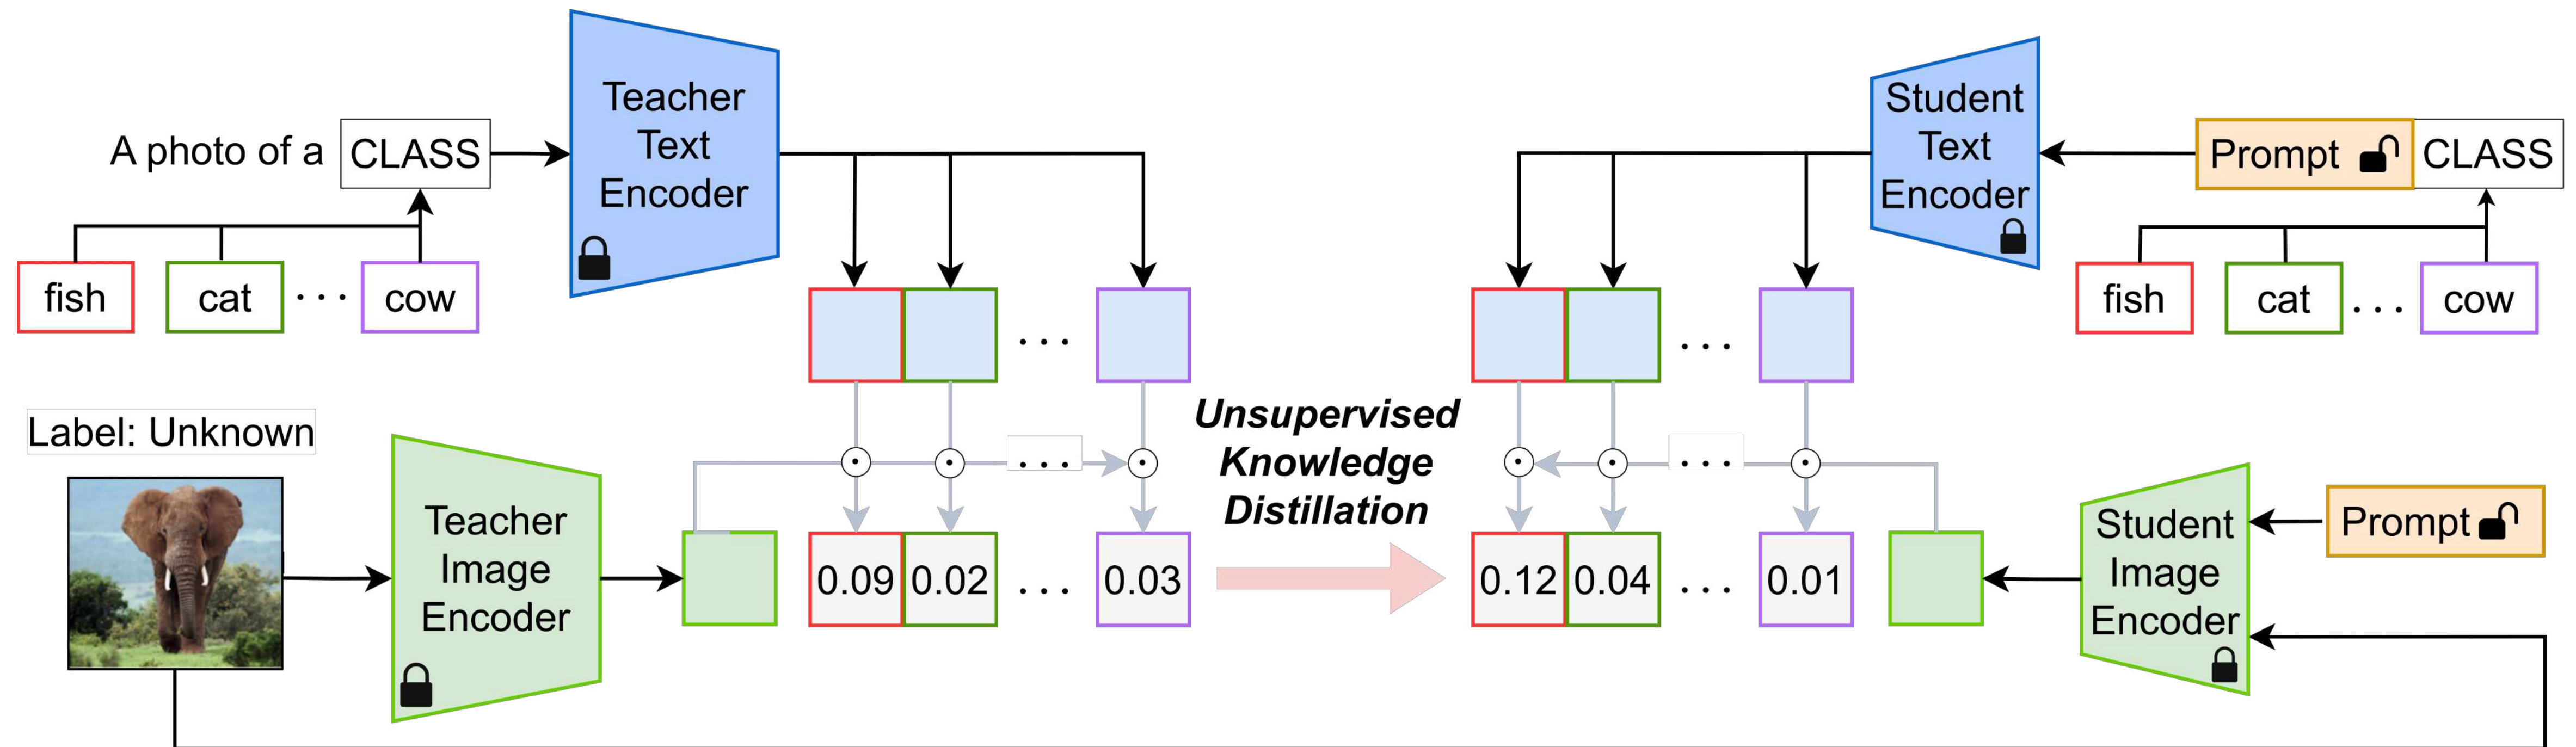 Teacher
Text
Encoder
A photo of a CLASS
fish cat ... cow
Label: Unknown
Teacher
Image
Encoder
...
...
0.09 0.02 ... 0.03
Unsupervised
Knowledge
Distillation
Student
Text
Encoder
Prompt CLASS
fish cat ... cow
...
...
0.12 0.04 ... 0.01
Student
Image
Encoder
Prompt